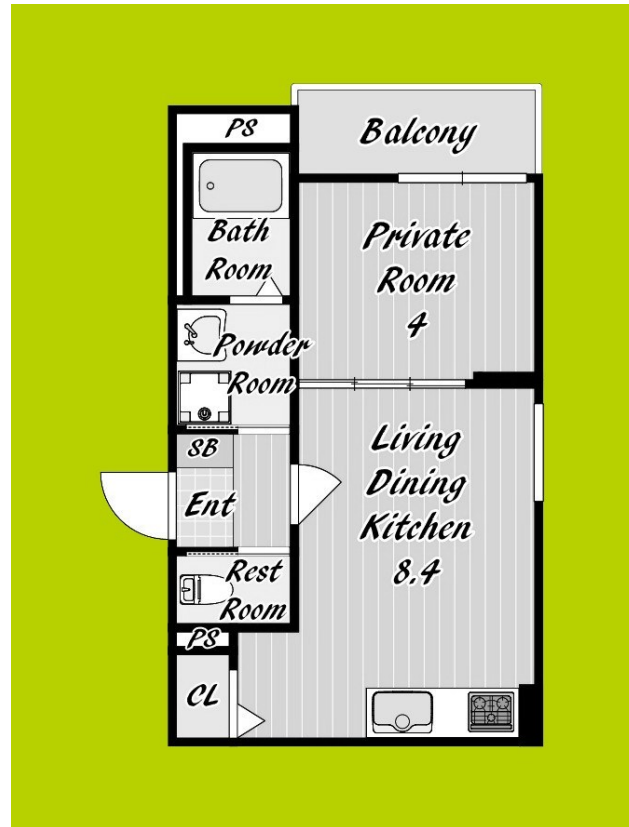 PS
Balcony
Bath
Room
Private
Room
4
Powder
Room
SB
Ent
Living
Dining
Kitchen
8.4
Rest
Room
PS
CL